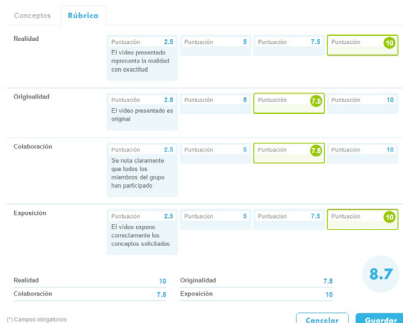 Conceptos Rúbrica
Realidad
Puntuación 2.5 Puntuación 5 Puntuación 7.5 Puntuación 10
El vídeo presentado
representa la realidad
con exactitud
Originalidad
Puntuación 2.5 Puntuación 5 Puntuación 7.5 Puntuación 10
El vídeo presentado es
original
Colaboración
Puntuación 2.5 Puntuación 5 Puntuación 7.5 Puntuación 10
Se nota claramente
que todos los
miembros del grupo
han participado
Exposición
Puntuación 2.5 Puntuación 5 Puntuación 7.5 Puntuación 10
El vídeo expone
correctamente los
conceptos solicitados
Realidad 10 Originalidad 7.5
Colaboración 7.5 Exposición 10
8.7
(*) Campos obligatorios
Cancelar Guardar